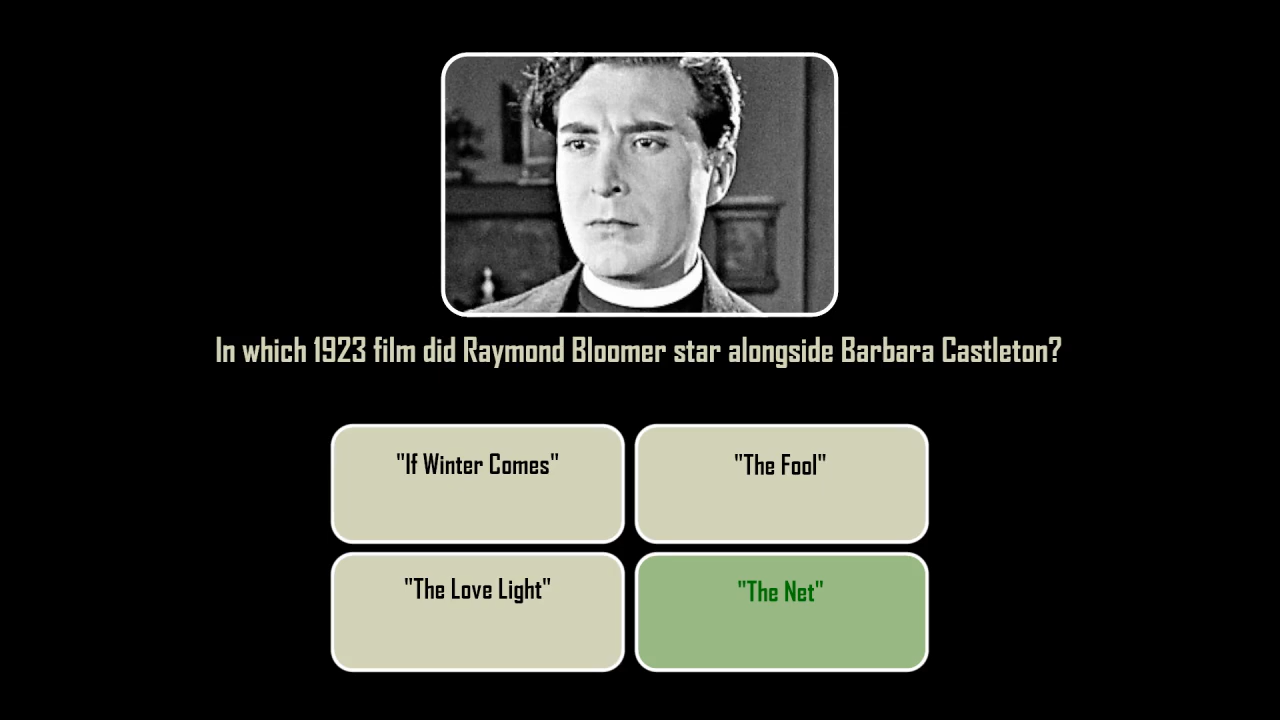 In which 1923 film did Raymond Bloomer star alongside Barbara Castleton?
"If Winter Comes"
"The Fool"
"The Love Light"
"The Net"